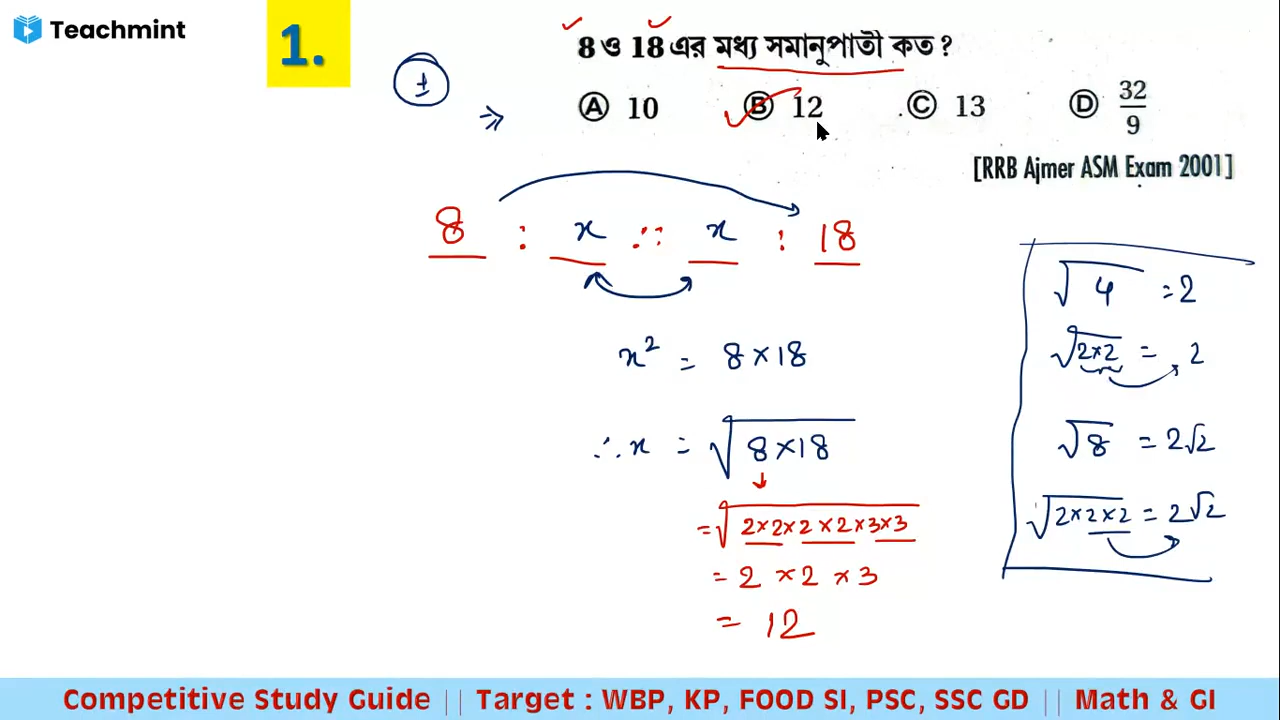 Teachmint
1.
8 ও 18 এর মধ্য সমানুপাতী কত ?
±
A 10 B 12 C 13 D 32/9
[RRB Ajmer ASM Exam 2001]
8 : x ∷ x : 18
x² = 8×18
∴ x = √8×18
= √2×2×2×2×3×3
= 2 ×2 ×3
= 12
√4 = 2
√2×2 = 2
√8 = 2√2
√2×2×2 = 2√2
Competitive Study Guide || Target : WBP, KP, FOOD SI, PSC, SSC GD || Math & GI